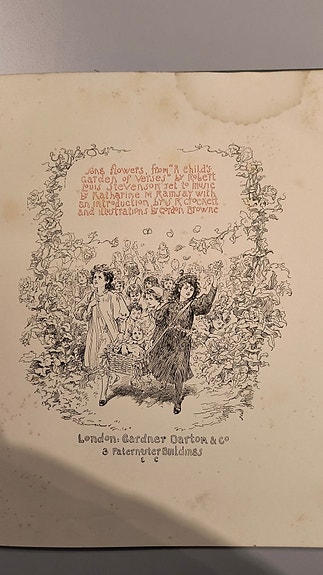 Song flowers, from "A child's
Garden of Verses" by Robert
Louis Stevenson set to music
by Katharine M Ramsay with
an introduction by S R Crockett
and illustrations by Gordon Browne
London: Gardner Darton & Co
3 Paternoster Buildings
E C